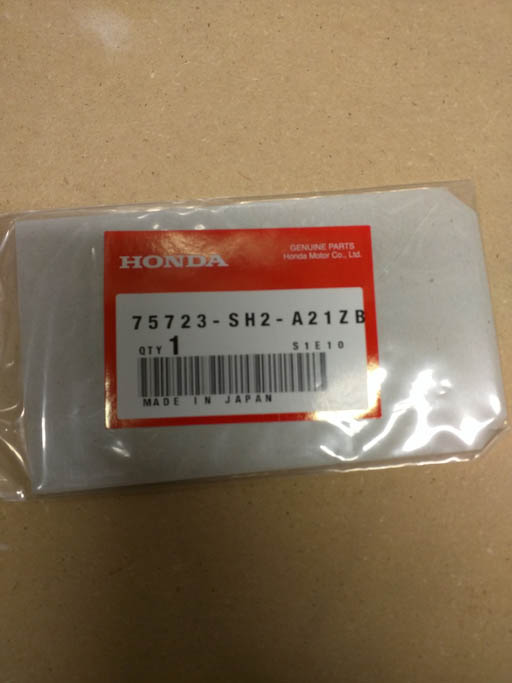 HONDA
GENUINE PARTS
Honda Motor Co., Ltd.
75723-SH2-A21ZB
QTY 1 S1E10
MADE IN JAPAN